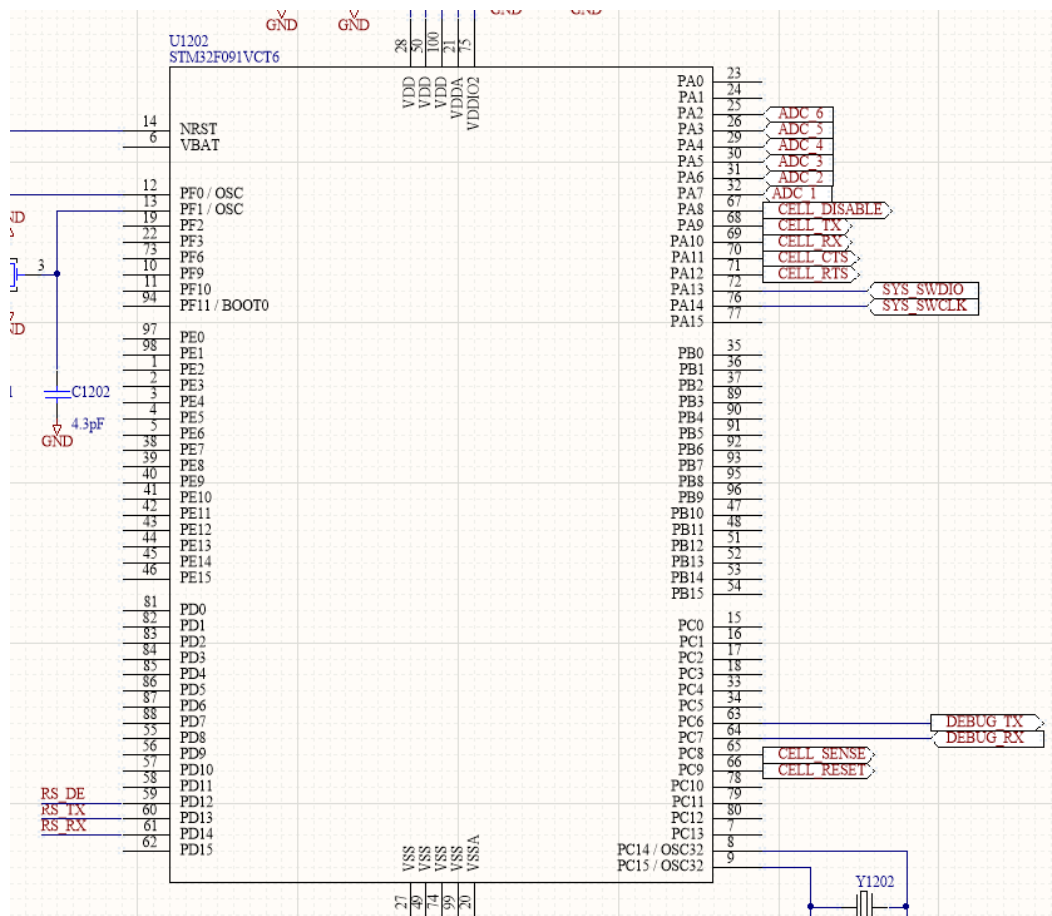 GND
GND
GND
GND
U1202
STM32F091VCT6
28
50
100
21
75
VDD
VDD
VDD
VDDA
VDDIO2
14 NRST
6 VBAT
12 PF0 / OSC
13 PF1 / OSC
19 PF2
22 PF3
73 PF6
10 PF9
11 PF10
94 PF11 / BOOT0
97 PE0
98 PE1
1 PE2
2 PE3
3 PE4
4 PE5
5 PE6
38 PE7
39 PE8
40 PE9
41 PE10
42 PE11
43 PE12
44 PE13
45 PE14
46 PE15
81 PD0
82 PD1
83 PD2
84 PD3
85 PD4
86 PD5
87 PD6
88 PD7
55 PD8
56 PD9
57 PD10
58 PD11
RS_DE 59 PD12
RS_TX 60 PD13
RS_RX 61 PD14
62 PD15
3
C1202
4.3pF
GND
PA0 23
PA1 24
PA2 25 ADC_6
PA3 26 ADC_5
PA4 29 ADC_4
PA5 30 ADC_3
PA6 31 ADC_2
PA7 32 ADC_1
PA8 67 CELL_DISABLE
PA9 68 CELL_TX
PA10 69 CELL_RX
PA11 70 CELL_CTS
PA12 71 CELL_RTS
PA13 72 SYS_SWDIO
PA14 76 SYS_SWCLK
PA15 77
PB0 35
PB1 36
PB2 37
PB3 89
PB4 90
PB5 91
PB6 92
PB7 93
PB8 95
PB9 96
PB10 47
PB11 48
PB12 51
PB13 52
PB14 53
PB15 54
PC0 15
PC1 16
PC2 17
PC3 18
PC4 33
PC5 34
PC6 63 DEBUG_TX
PC7 64 DEBUG_RX
PC8 65 CELL_SENSE
PC9 66 CELL_RESET
PC10 78
PC11 79
PC12 80
PC13 7
PC14 / OSC32 8
PC15 / OSC32 9
Y1202
VSS
VSS
VSS
VSS
VSSA
27
49
74
99
20